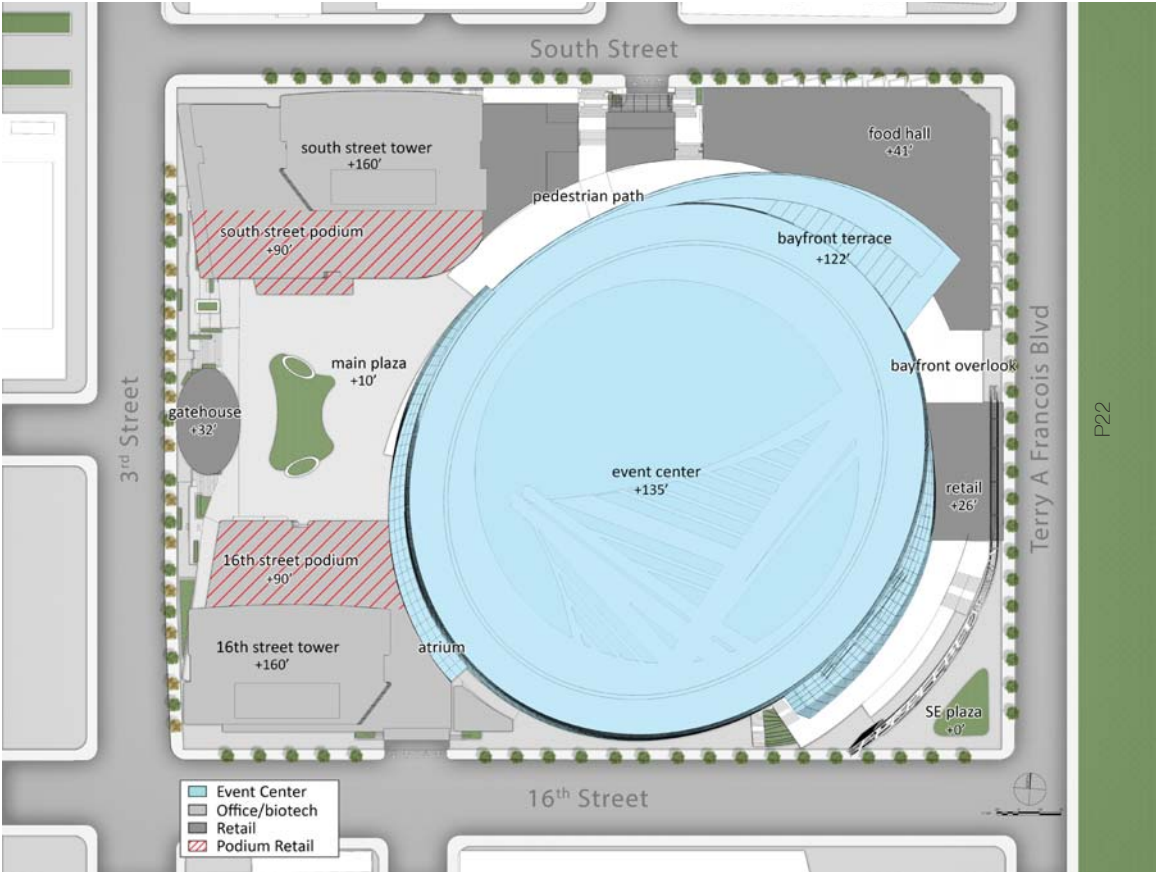 South Street
south street tower
+160'
food hall
+41'
pedestrian path
south street podium
+90'
bayfront terrace
+122'
main plaza
+10'
bayfront overlook
gatehouse
+32'
3rd Street
Terry A Francois Blvd
P22
event center
+135'
retail
+26'
16th street podium
+90'
16th street tower
+160'
atrium
SE plaza
+0'
16th Street
Event Center
Office/biotech
Retail
Podium Retail